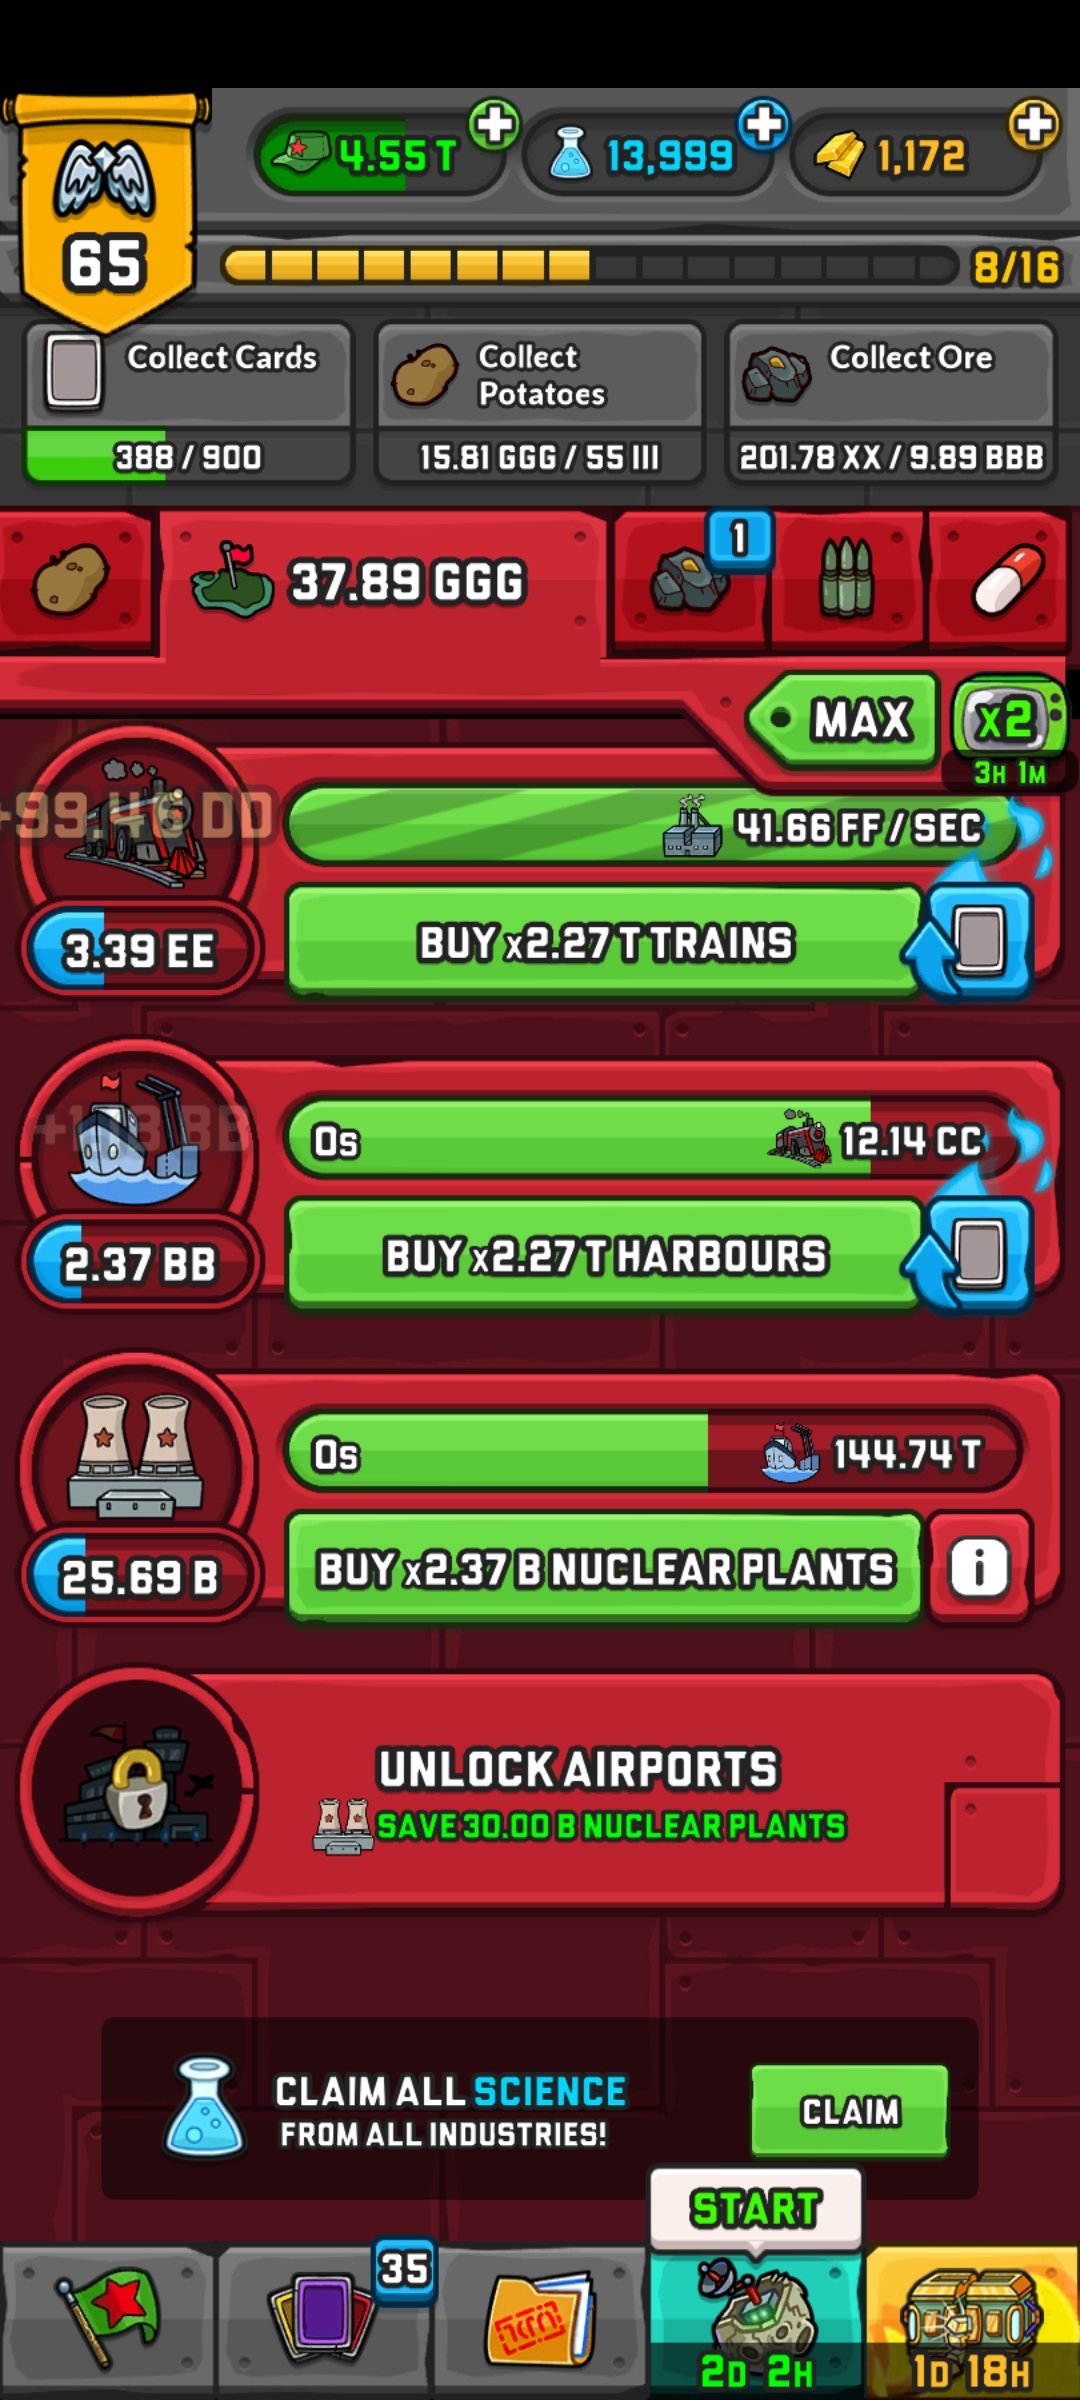 4.55 T
13,999
1,172
65
8/16
Collect Cards
388 / 900
Collect
Potatoes
15.81 GGG / 55 III
Collect Ore
201.78 XX / 9.89 BBB
37.89 GGG
1
MAX
x2
3H 1M
+99.46 DD
41.66 FF/SEC
3.39 EE
BUY x2.27 T TRAINS
0s
12.14 CC
2.37 BB
BUY x2.27 T HARBOURS
0s
144.74 T
25.69 B
BUY x2.37 B NUCLEAR PLANTS
i
UNLOCK AIRPORTS
SAVE 30.00 B NUCLEAR PLANTS
CLAIM ALL SCIENCE
FROM ALL INDUSTRIES!
CLAIM
START
35
2D 2H
1D 18H